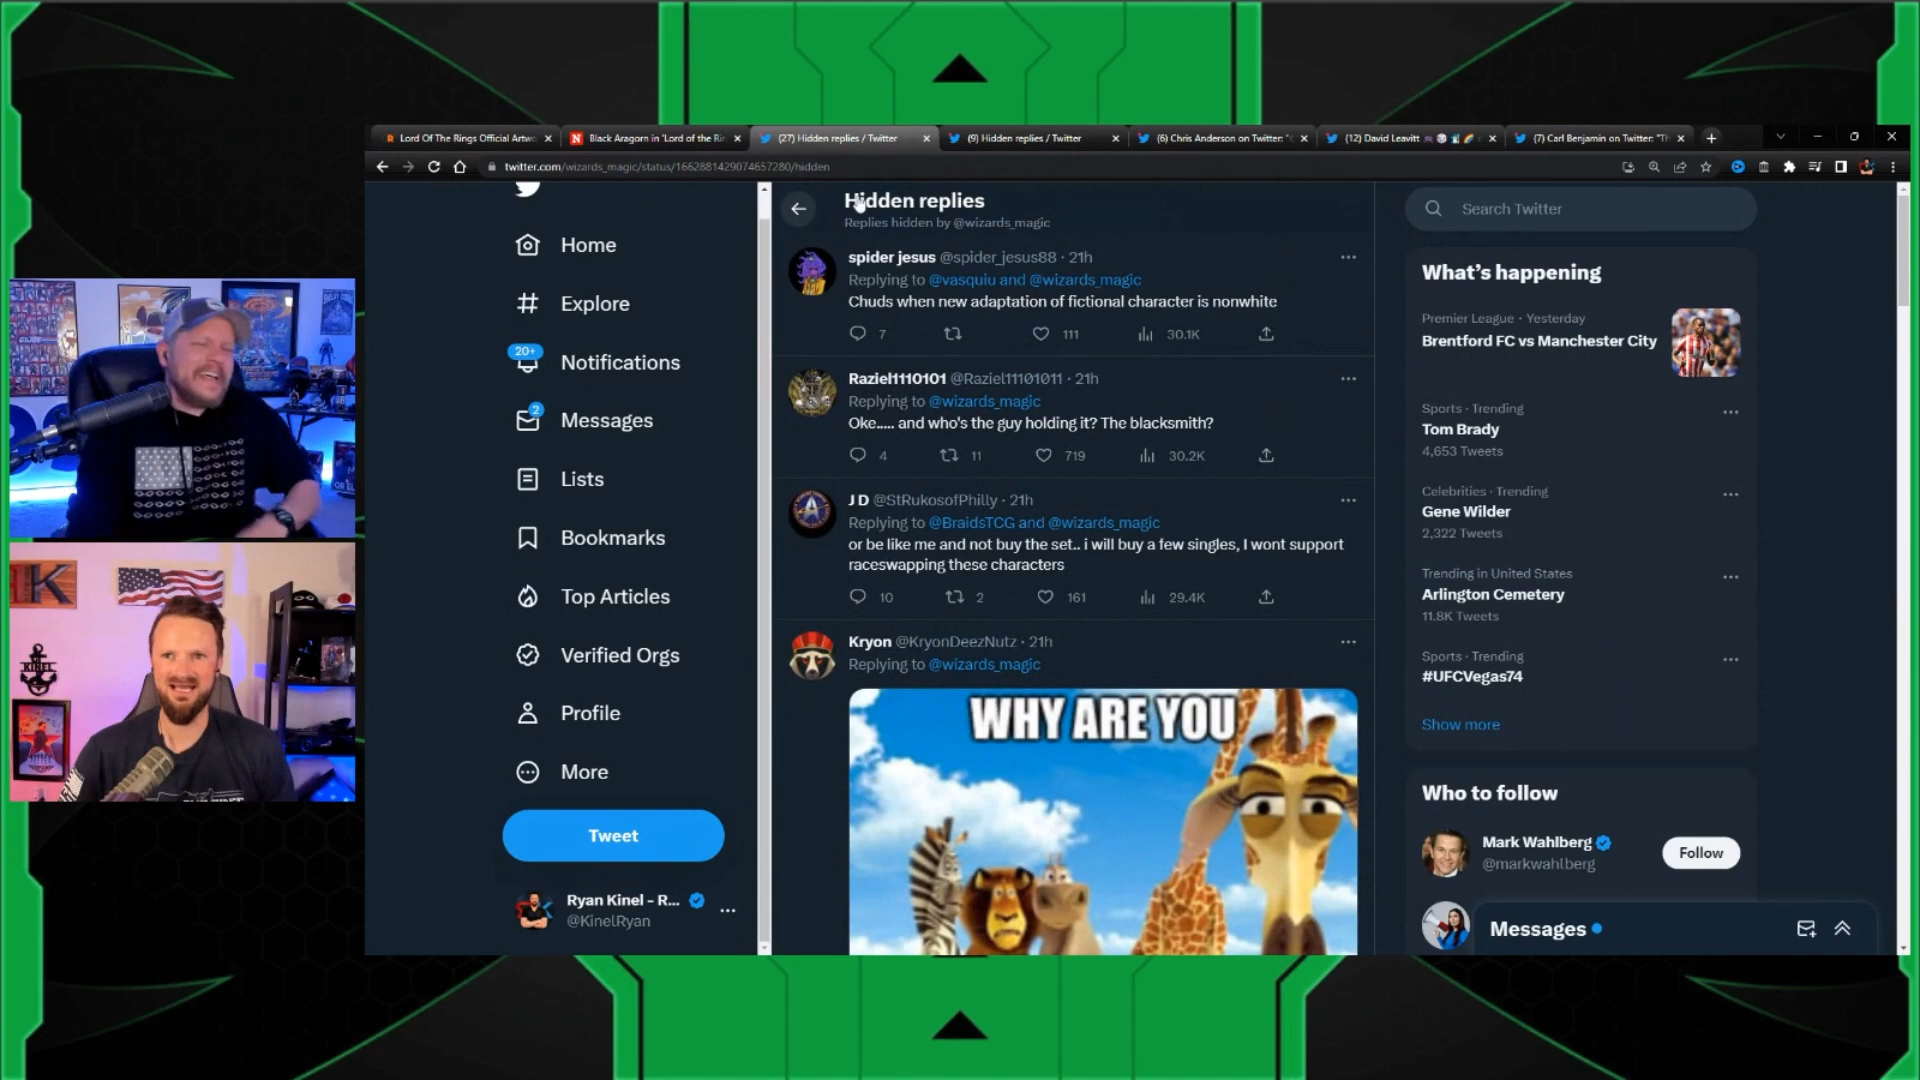 Lord Of The Rings Official Artwo
Black Aragorn in 'Lord of the Rin
(27) Hidden replies / Twitter
(9) Hidden replies / Twitter
(6) Chris Anderson on Twitter: "
(12) David Leavitt
(7) Carl Benjamin on Twitter: "Th
twitter.com/wizards_magic/status/1662881429074657280/hidden
Home
Explore
20+
Notifications
2
Messages
Lists
Bookmarks
Top Articles
Verified Orgs
Profile
More
Tweet
Ryan Kinel - R...
@KinelRyan
Hidden replies
Replies hidden by @wizards_magic
spider jesus @spider_jesus88 · 21h
Replying to @vasquiu and @wizards_magic
Chuds when new adaptation of fictional character is nonwhite
7 111 30.1K
Raziel1110101 @Raziel11101011 · 21h
Replying to @wizards_magic
Oke..... and who's the guy holding it? The blacksmith?
4 11 719 30.2K
J D @StRukosofPhilly · 21h
Replying to @BraidsTCG and @wizards_magic
or be like me and not buy the set.. i will buy a few singles, I wont support
raceswapping these characters
10 2 161 29.4K
Kryon @KryonDeezNutz · 21h
Replying to @wizards_magic
WHY ARE YOU
Search Twitter
What's happening
Premier League · Yesterday
Brentford FC vs Manchester City
Sports · Trending
Tom Brady
4,653 Tweets
Celebrities · Trending
Gene Wilder
2,322 Tweets
Trending in United States
Arlington Cemetery
11.8K Tweets
Sports · Trending
#UFCVegas74
Show more
Who to follow
Mark Wahlberg
@markwahlberg
Follow
Messages
KINEL